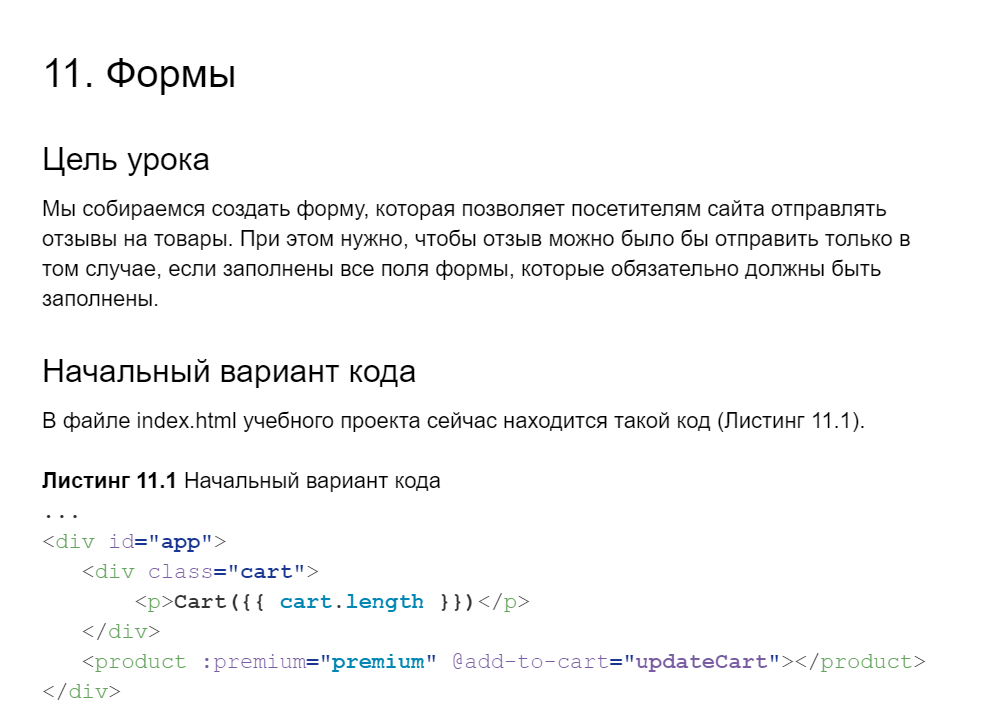 11. Формы
Цель урока
Мы собираемся создать форму, которая позволяет посетителям сайта отправлять
отзывы на товары. При этом нужно, чтобы отзыв можно было бы отправить только в
том случае, если заполнены все поля формы, которые обязательно должны быть
заполнены.
Начальный вариант кода
В файле index.html учебного проекта сейчас находится такой код (Листинг 11.1).
Листинг 11.1 Начальный вариант кода
...
<div id="app">
   <div class="cart">
       <p>Cart({{ cart.length }})</p>
   </div>
   <product :premium="premium" @add-to-cart="updateCart"></product>
</div>